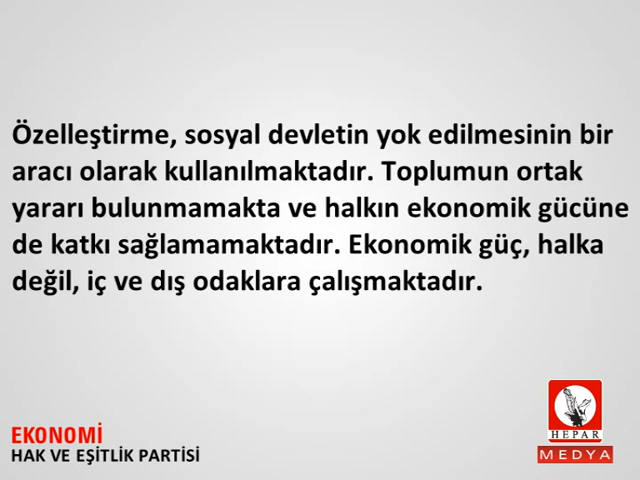 Özelleştirme, sosyal devletin yok edilmesinin bir
aracı olarak kullanılmaktadır. Toplumun ortak
yararı bulunmamakta ve halkın ekonomik gücüne
de katkı sağlamamaktadır. Ekonomik güç, halka
değil, iç ve dış odaklara çalışmaktadır.
EKONOMİ
HAK VE EŞİTLİK PARTİSİ
HEPAR
MEDYA